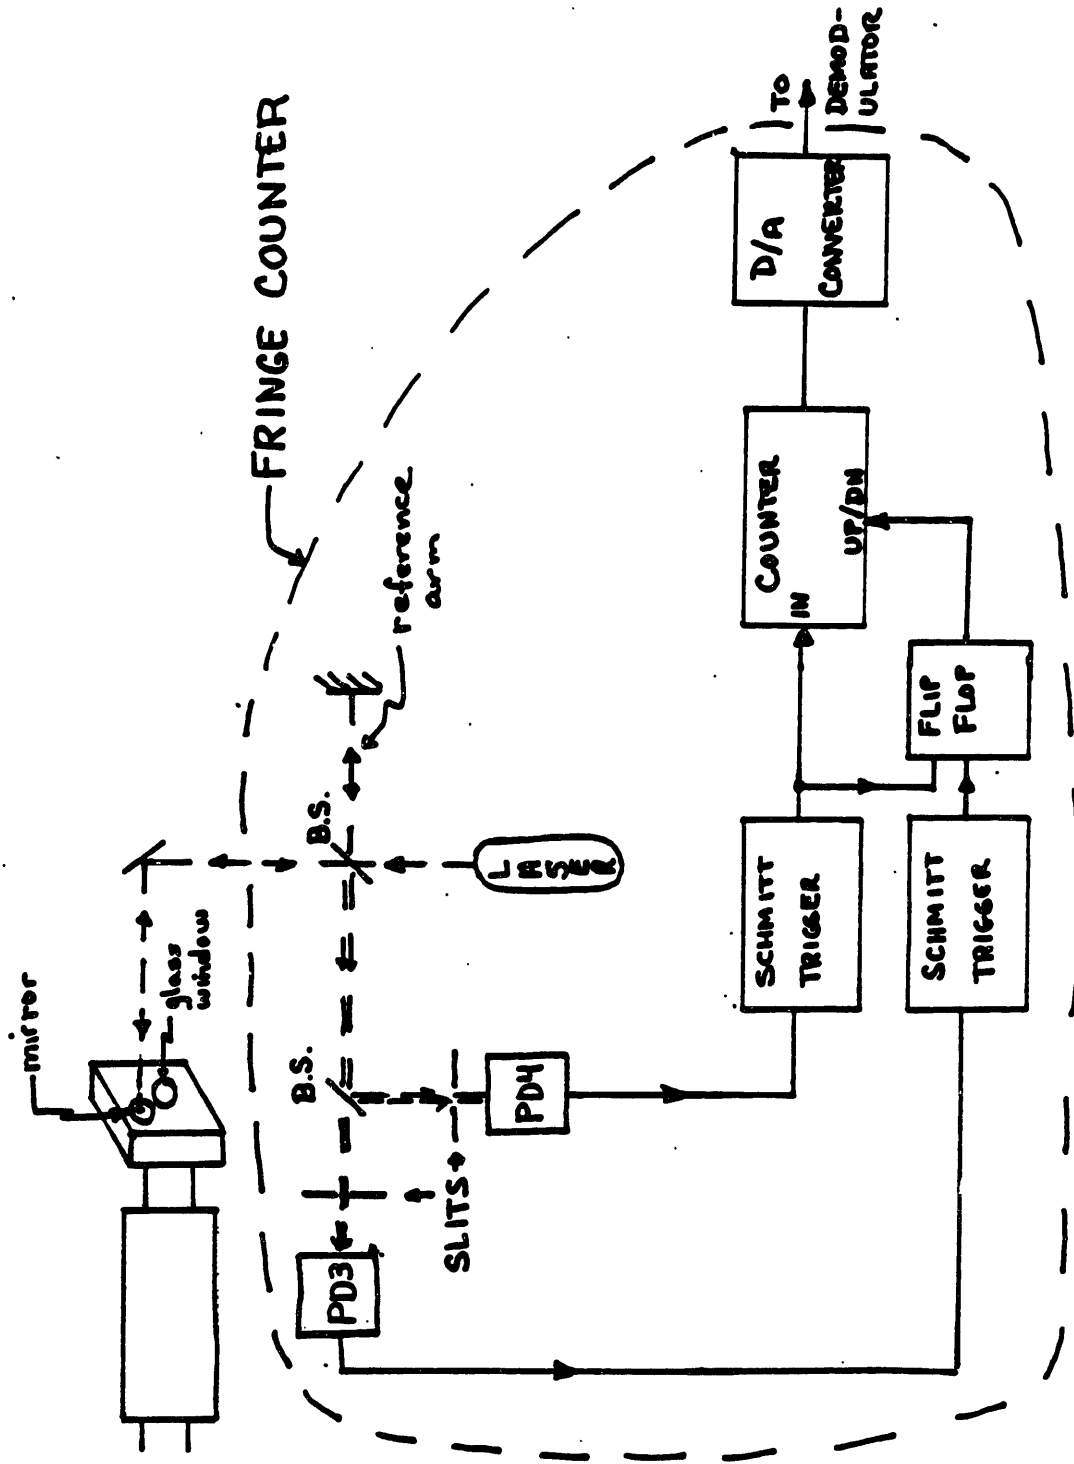 FRINGE COUNTER
mirror
glass
window
B.S.
reference
arm
B.S.
LASER
PD3
SLITS
PD4
SCHMITT
TRIGGER
SCHMITT
TRIGGER
FLIP
FLOP
COUNTER
IN
UP/DN
D/A
CONVERTER
TO
DEMOD-
ULATOR